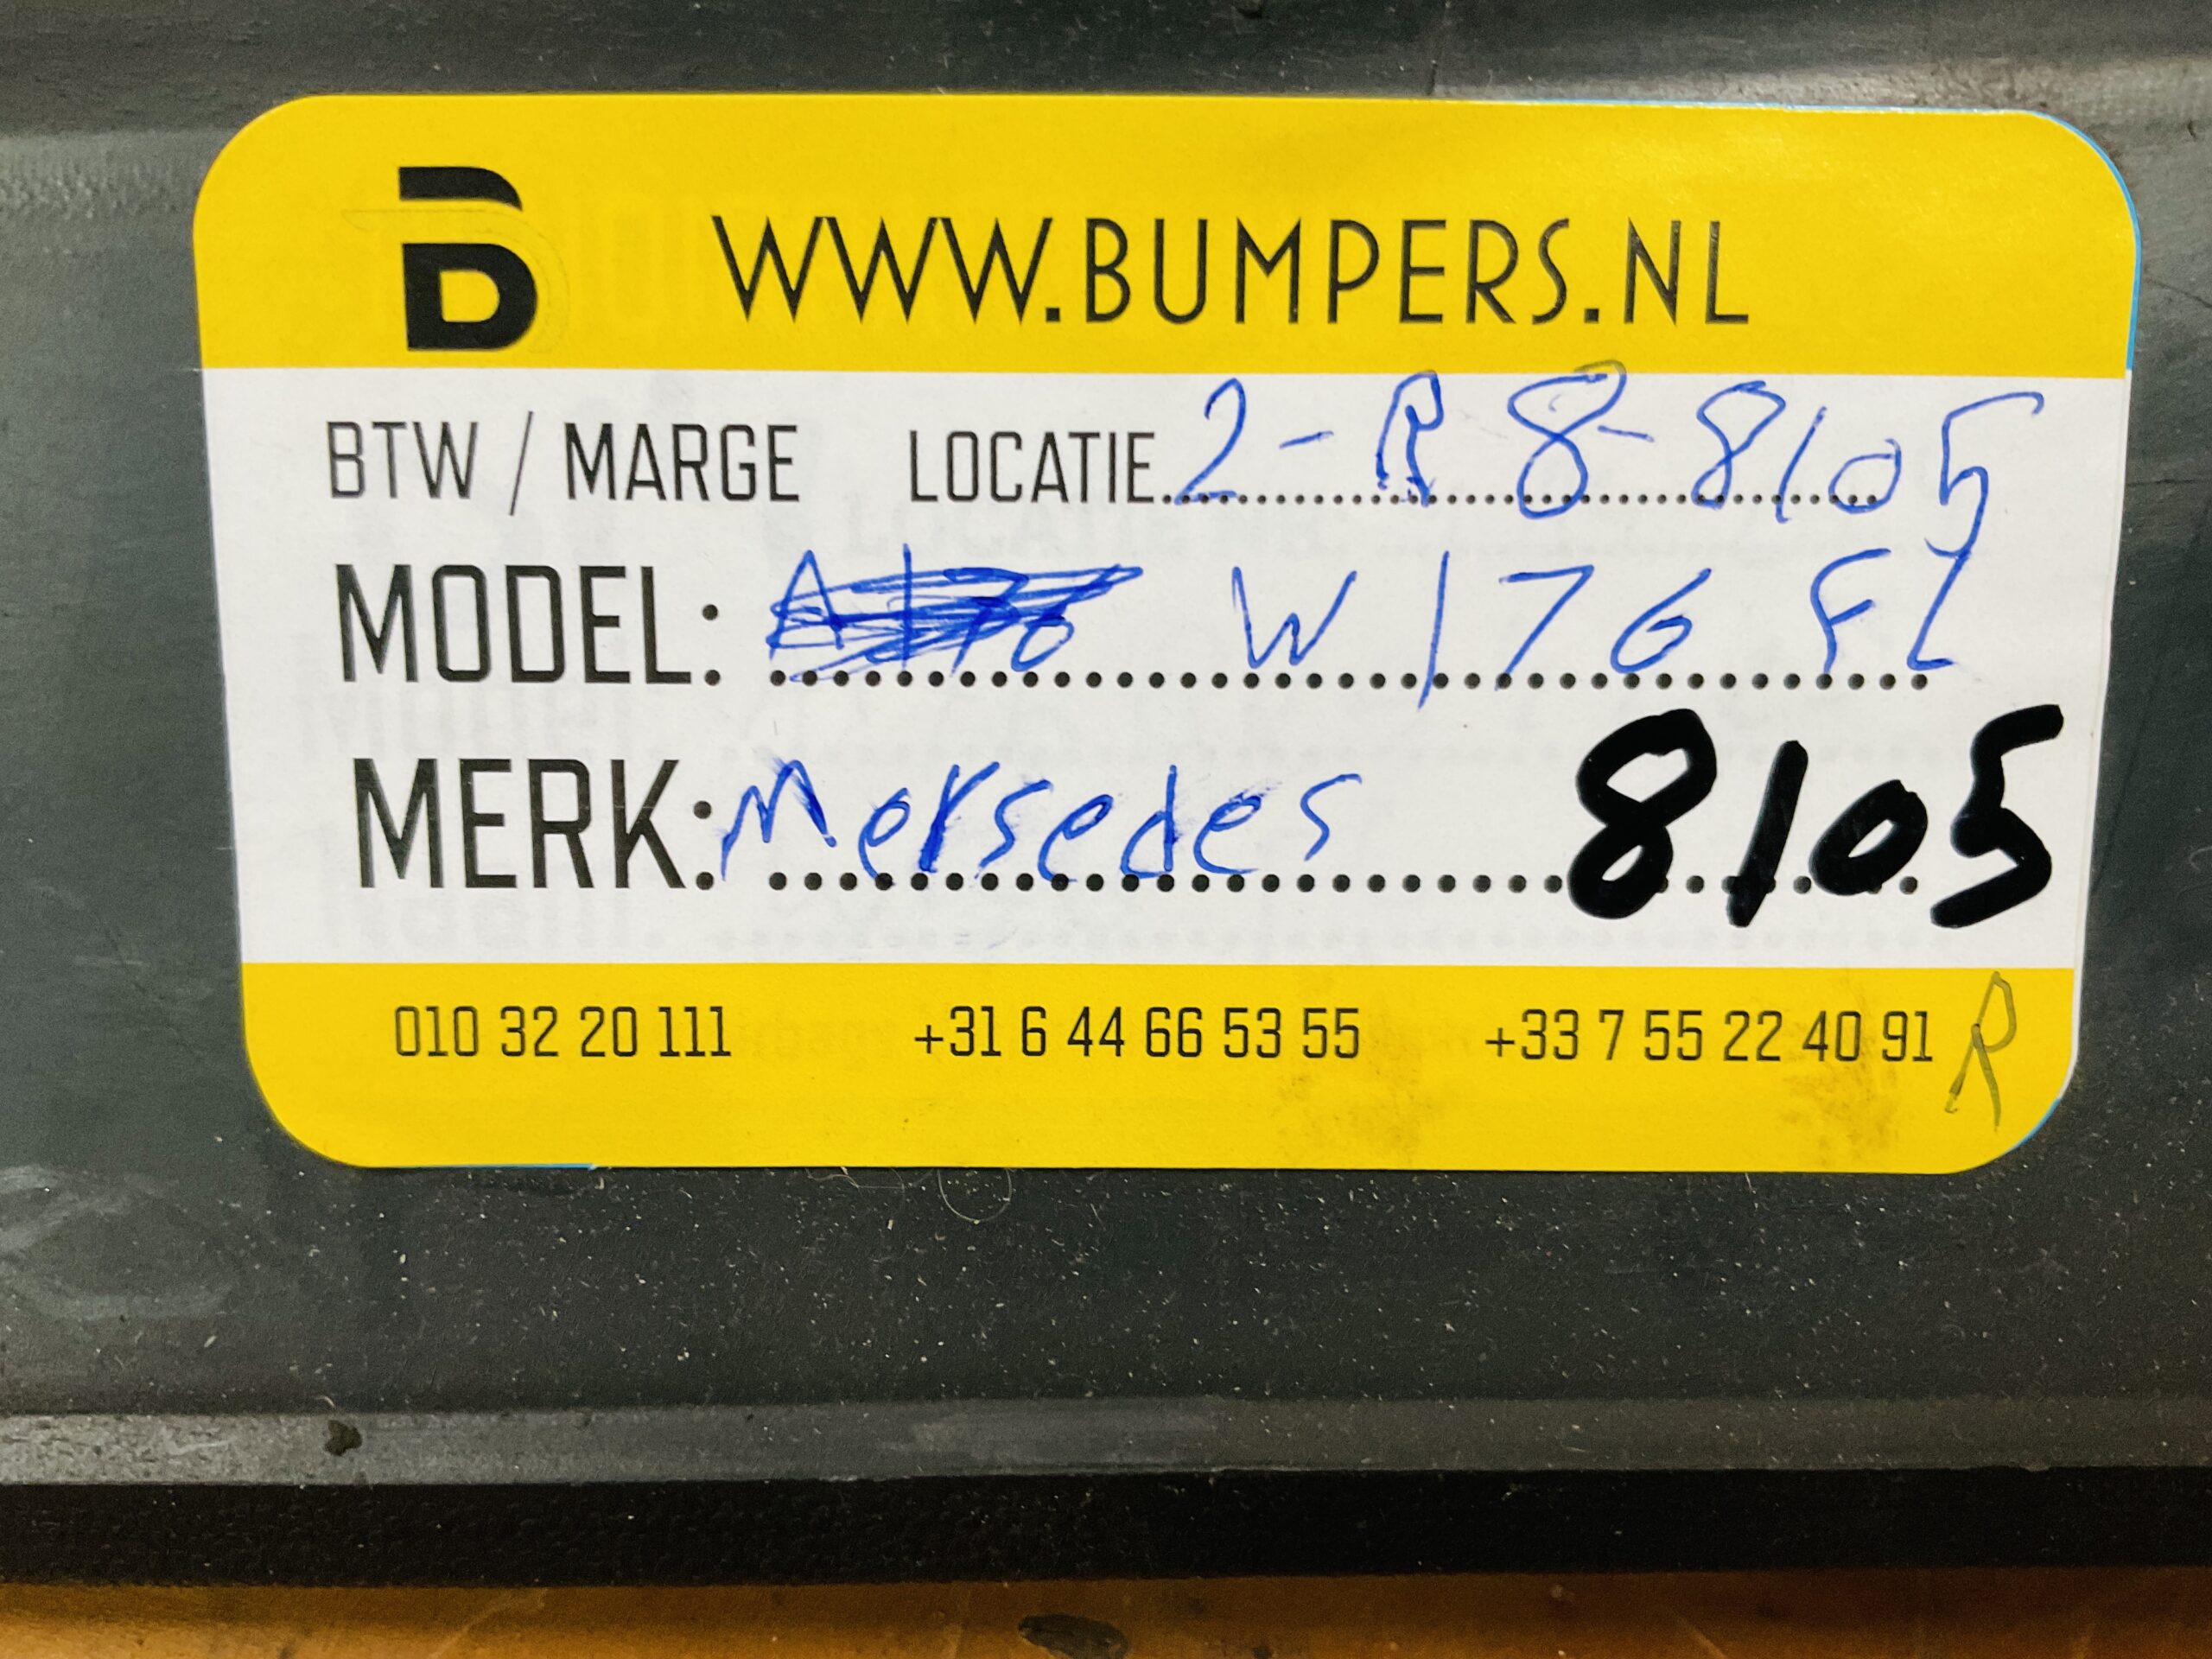 B WWW.BUMPERS.NL
BTW / MARGE LOCATIE 2-R8-8105
MODEL: W176 FL
MERK: Mersedes 8105
010 32 20 111 +31 6 44 66 53 55 +33 7 55 22 40 91 R